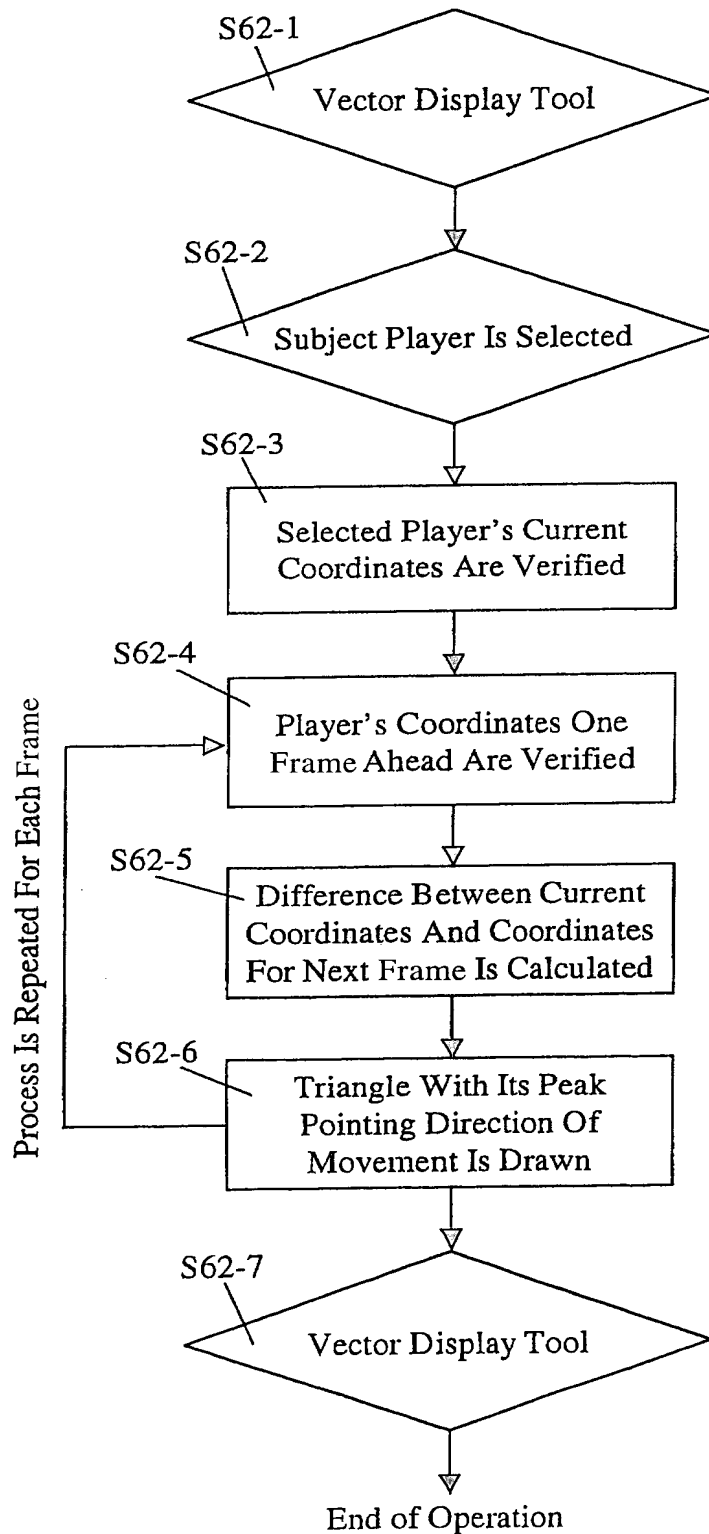 S62-1
Vector Display Tool
S62-2
Subject Player Is Selected
S62-3
Selected Player's Current
Coordinates Are Verified
S62-4
Player's Coordinates One
Frame Ahead Are Verified
Process Is Repeated For Each Frame
S62-5
Difference Between Current
Coordinates And Coordinates
For Next Frame Is Calculated
S62-6
Triangle With Its Peak
Pointing Direction Of
Movement Is Drawn
S62-7
Vector Display Tool
End of Operation